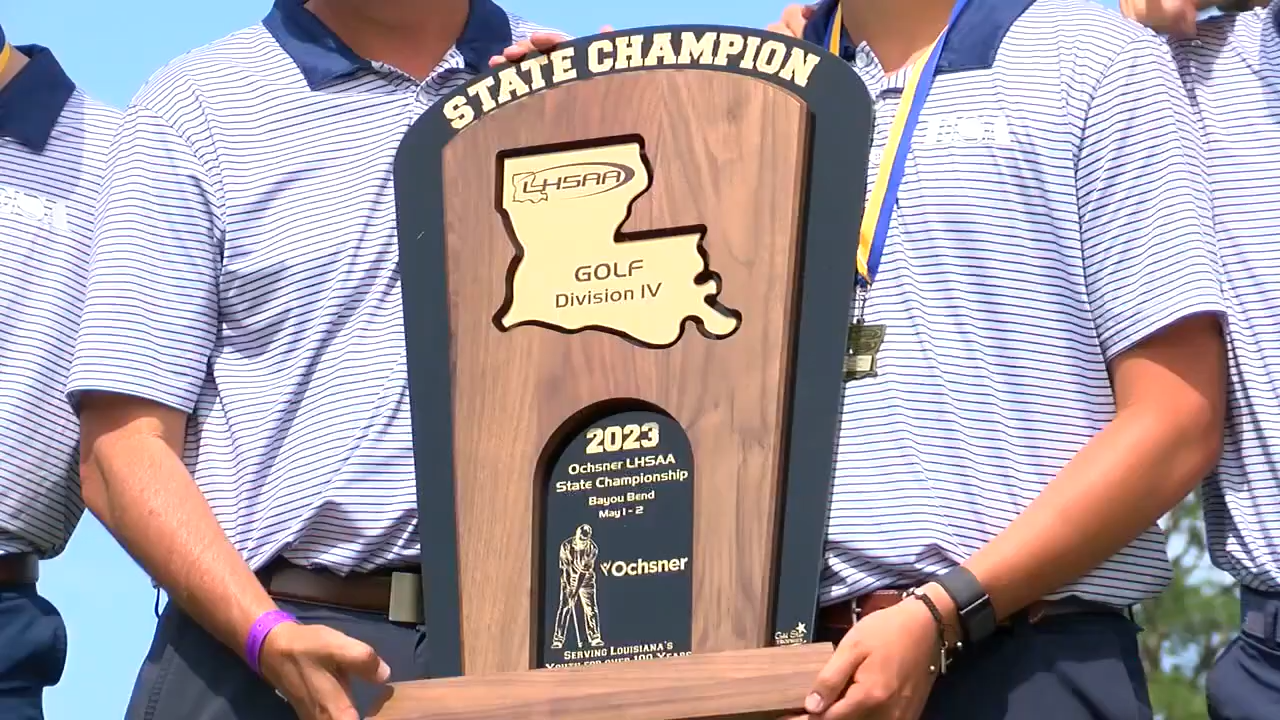 STATE CHAMPION
LHSAA
GOLF
Division IV
2023
Ochsner LHSAA
State Championship
Bayou Bend
May 1 - 2
Ochsner
SERVING LOUISIANA'S
YOUTH FOR OVER 100 YEARS